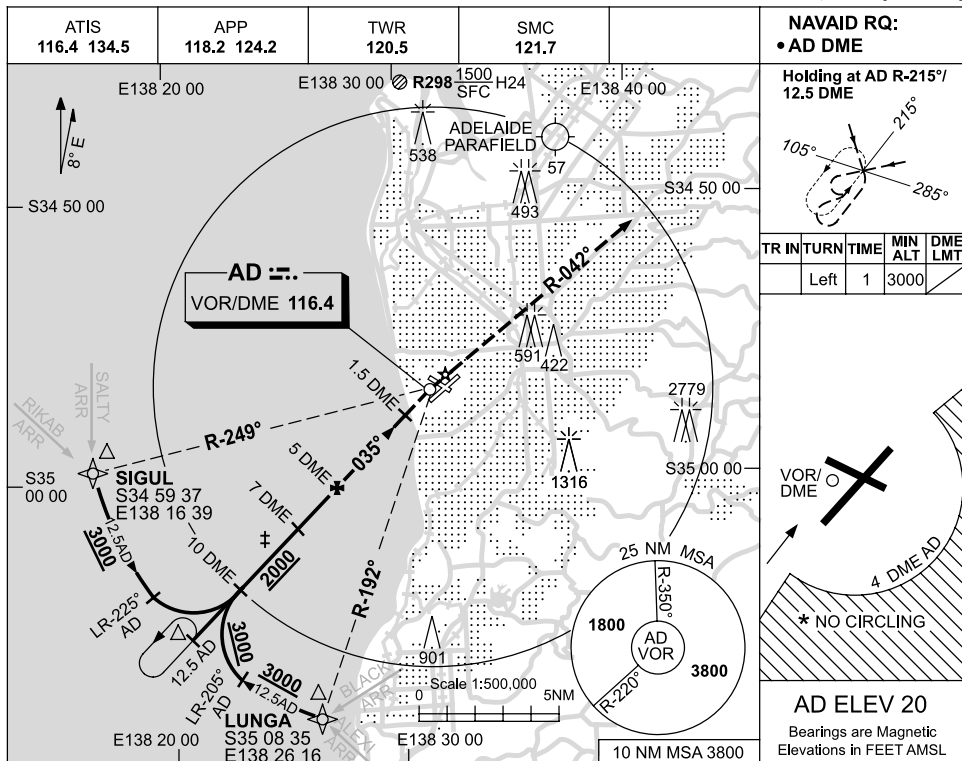 ATIS
116.4 134.5
APP
118.2 124.2
TWR
120.5
SMC
121.7
NAVAID RQ:
• AD DME
E138 20 00
E138 30 00
R298 1500 H24
SFC
E138 40 00
8° E
538
ADELAIDE
PARAFIELD
57
493
S34 50 00
S34 50 00
Holding at AD R-215°/
12.5 DME
215°
105°
285°
TR IN TURN TIME MIN ALT DME LMT
Left 1 3000
AD
VOR/DME 116.4
R-042°
591
422
2779
1316
1.5 DME
SALTY
ARR
RIKAB
ARR
R-249°
035°
5 DME
S35
00 00
S35 00 00
SIGUL
S34 59 37
E138 16 39
7 DME
‡
3000
12.5AD
10 DME
2000
R-192°
LR-225°
AD
12.5 AD
3000
LR-205°
AD
3000
12.5AD
901
BLACK
ARR
ALEXI
ARR
LUNGA
S35 08 35
E138 26 16
Scale 1:500,000
0
5NM
25 NM MSA
R-350°
1800
AD
VOR
3800
R-220°
E138 20 00
E138 30 00
10 NM MSA 3800
VOR/
DME
4 DME AD
* NO CIRCLING
AD ELEV 20
Bearings are Magnetic
Elevations in FEET AMSL